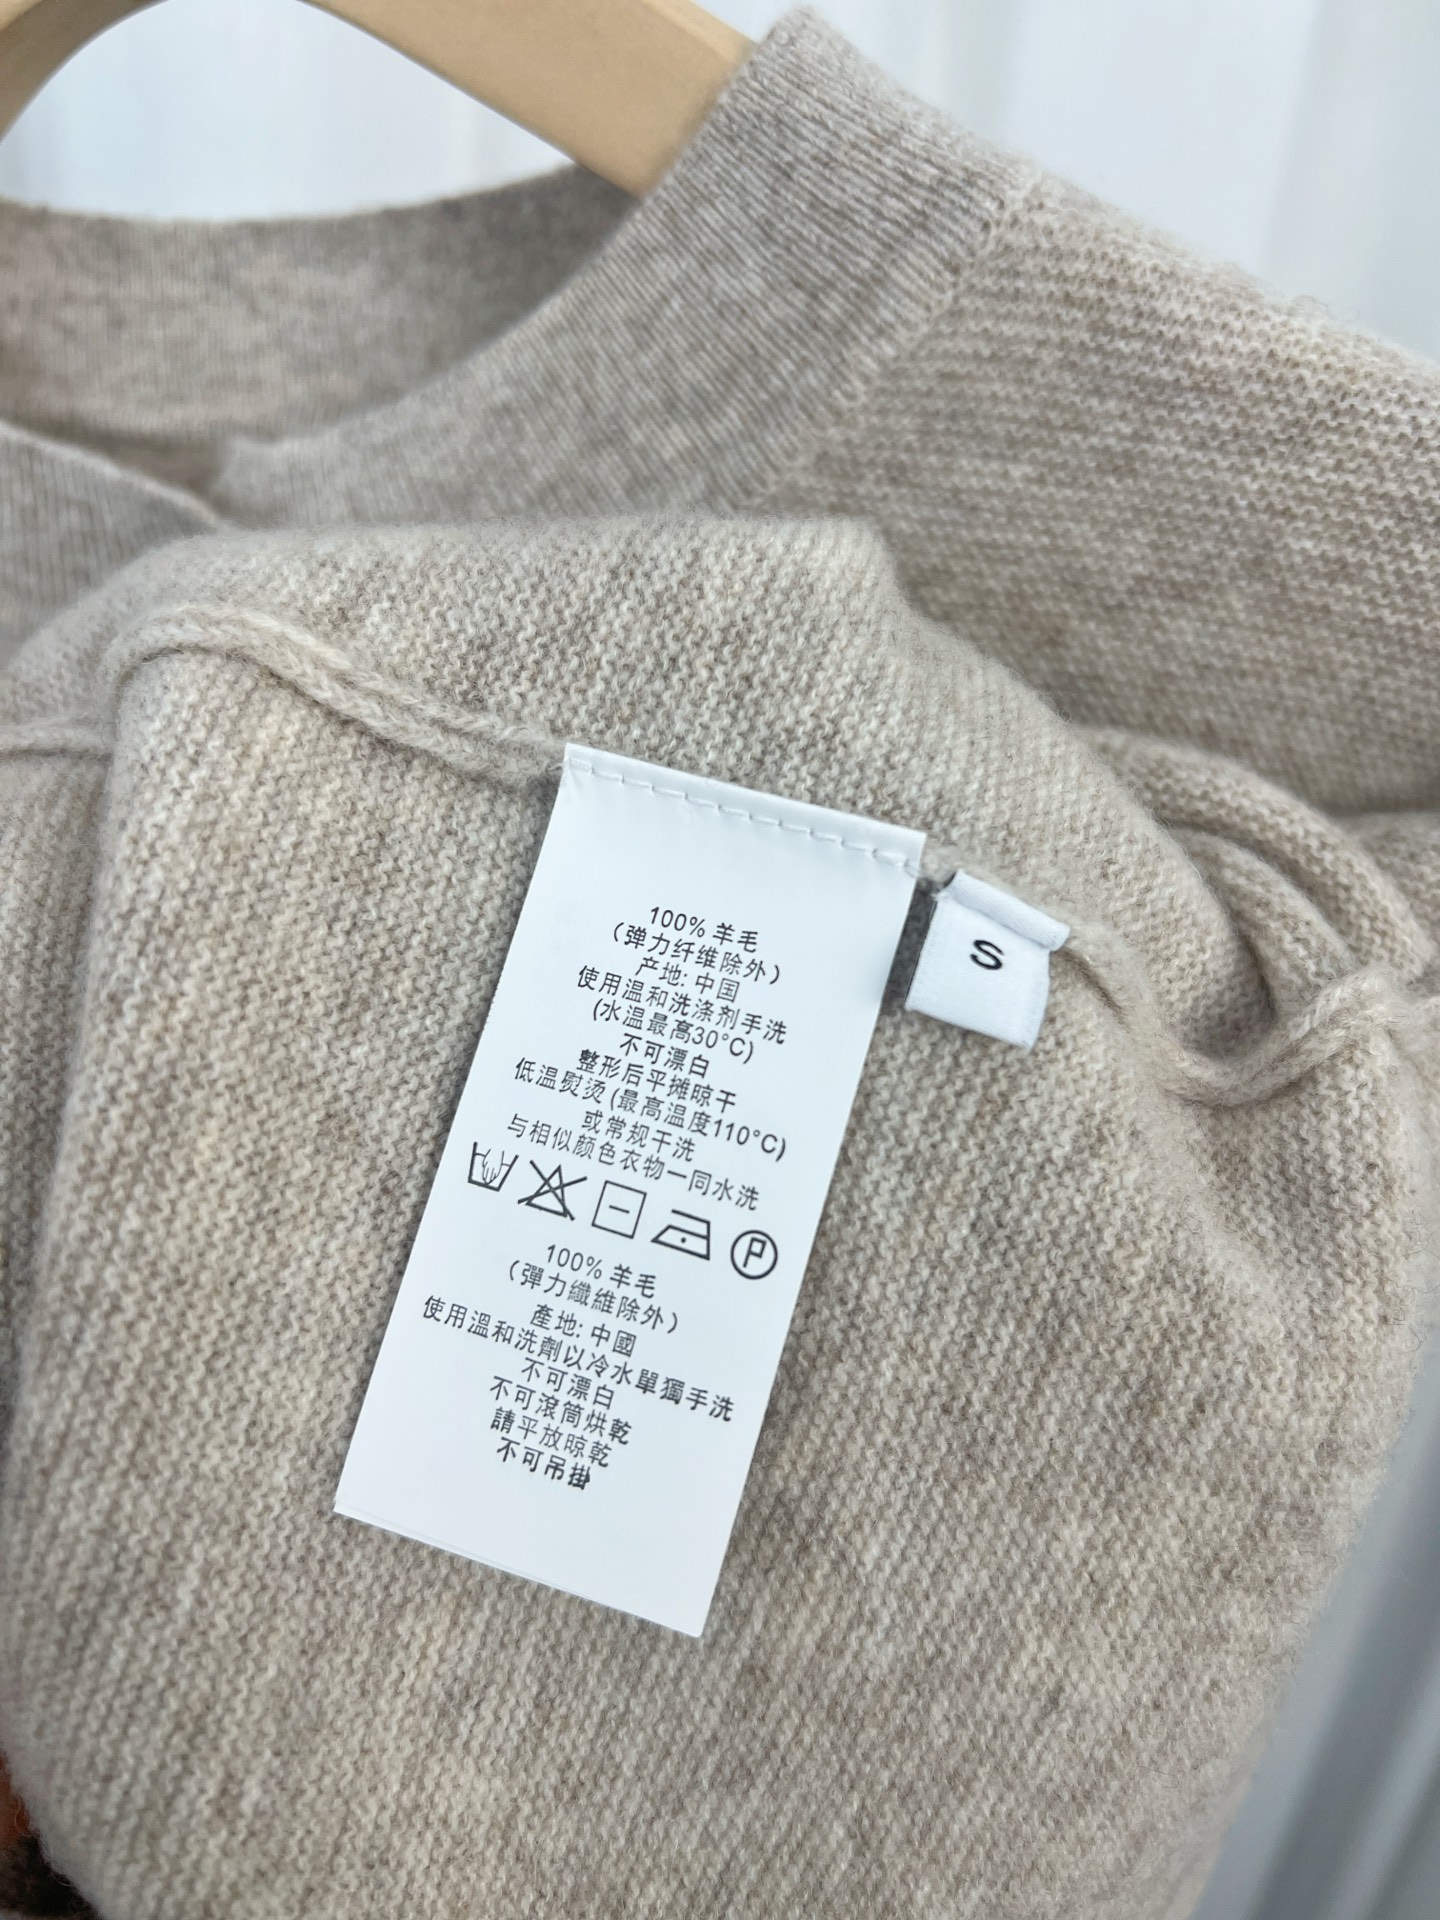 100% 羊毛
（弹力纤维除外）
产地: 中国
使用温和洗涤剂手洗
(水温最高30°C)
不可漂白
整形后平摊晾干
低温熨烫 (最高温度110°C)
或常规干洗
与相似颜色衣物一同水洗
P
100% 羊毛
（彈力纖維除外）
產地: 中國
使用溫和洗劑以冷水單獨手洗
不可漂白
不可滾筒烘乾
請平放晾乾
不可吊掛
S